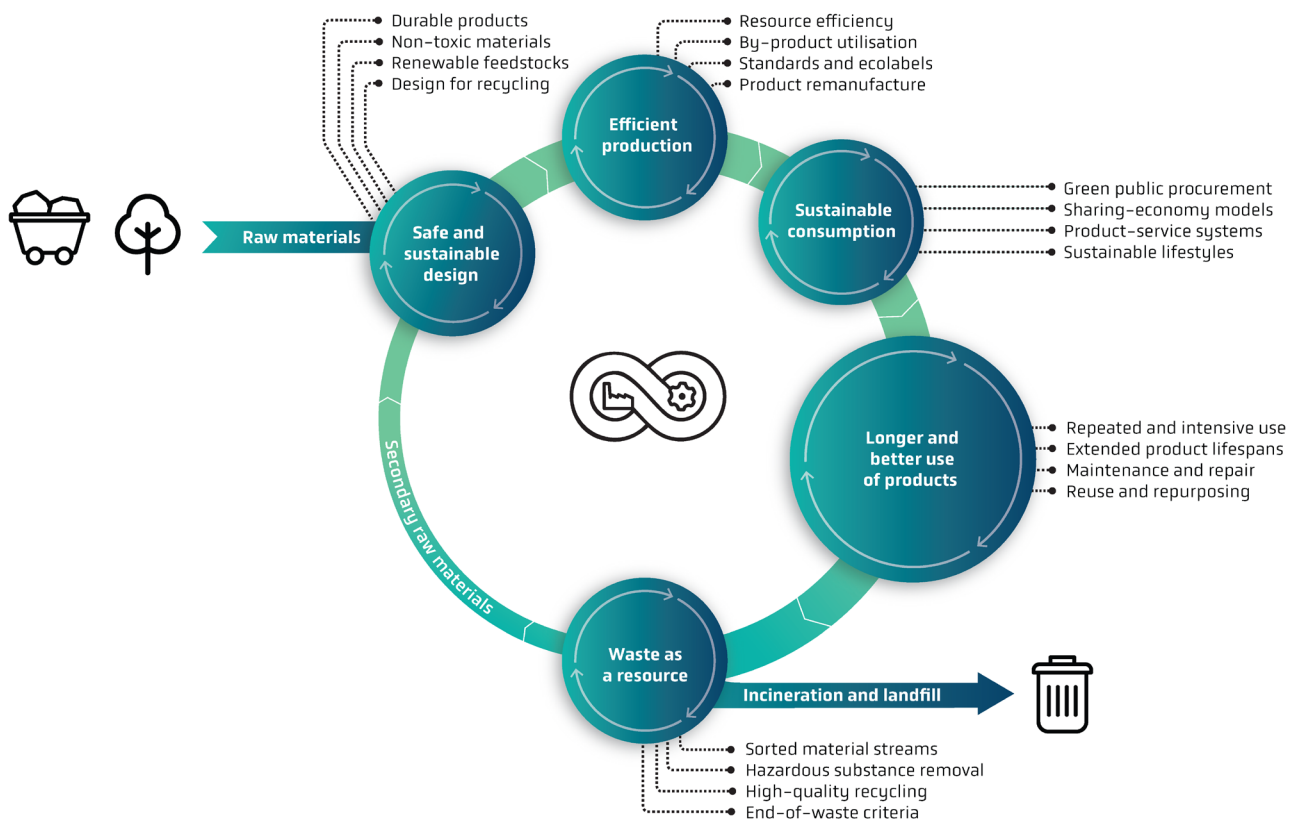 Durable products
Non-toxic materials
Renewable feedstocks
Design for recycling
Resource efficiency
By-product utilisation
Standards and ecolabels
Product remanufacture
Efficient
production
Raw materials
Safe and
sustainable
design
Sustainable
consumption
Green public procurement
Sharing-economy models
Product-service systems
Sustainable lifestyles
Longer and
better use
of products
Repeated and intensive use
Extended product lifespans
Maintenance and repair
Reuse and repurposing
Secondary raw materials
Waste as
a resource
Incineration and landfill
Sorted material streams
Hazardous substance removal
High-quality recycling
End-of-waste criteria